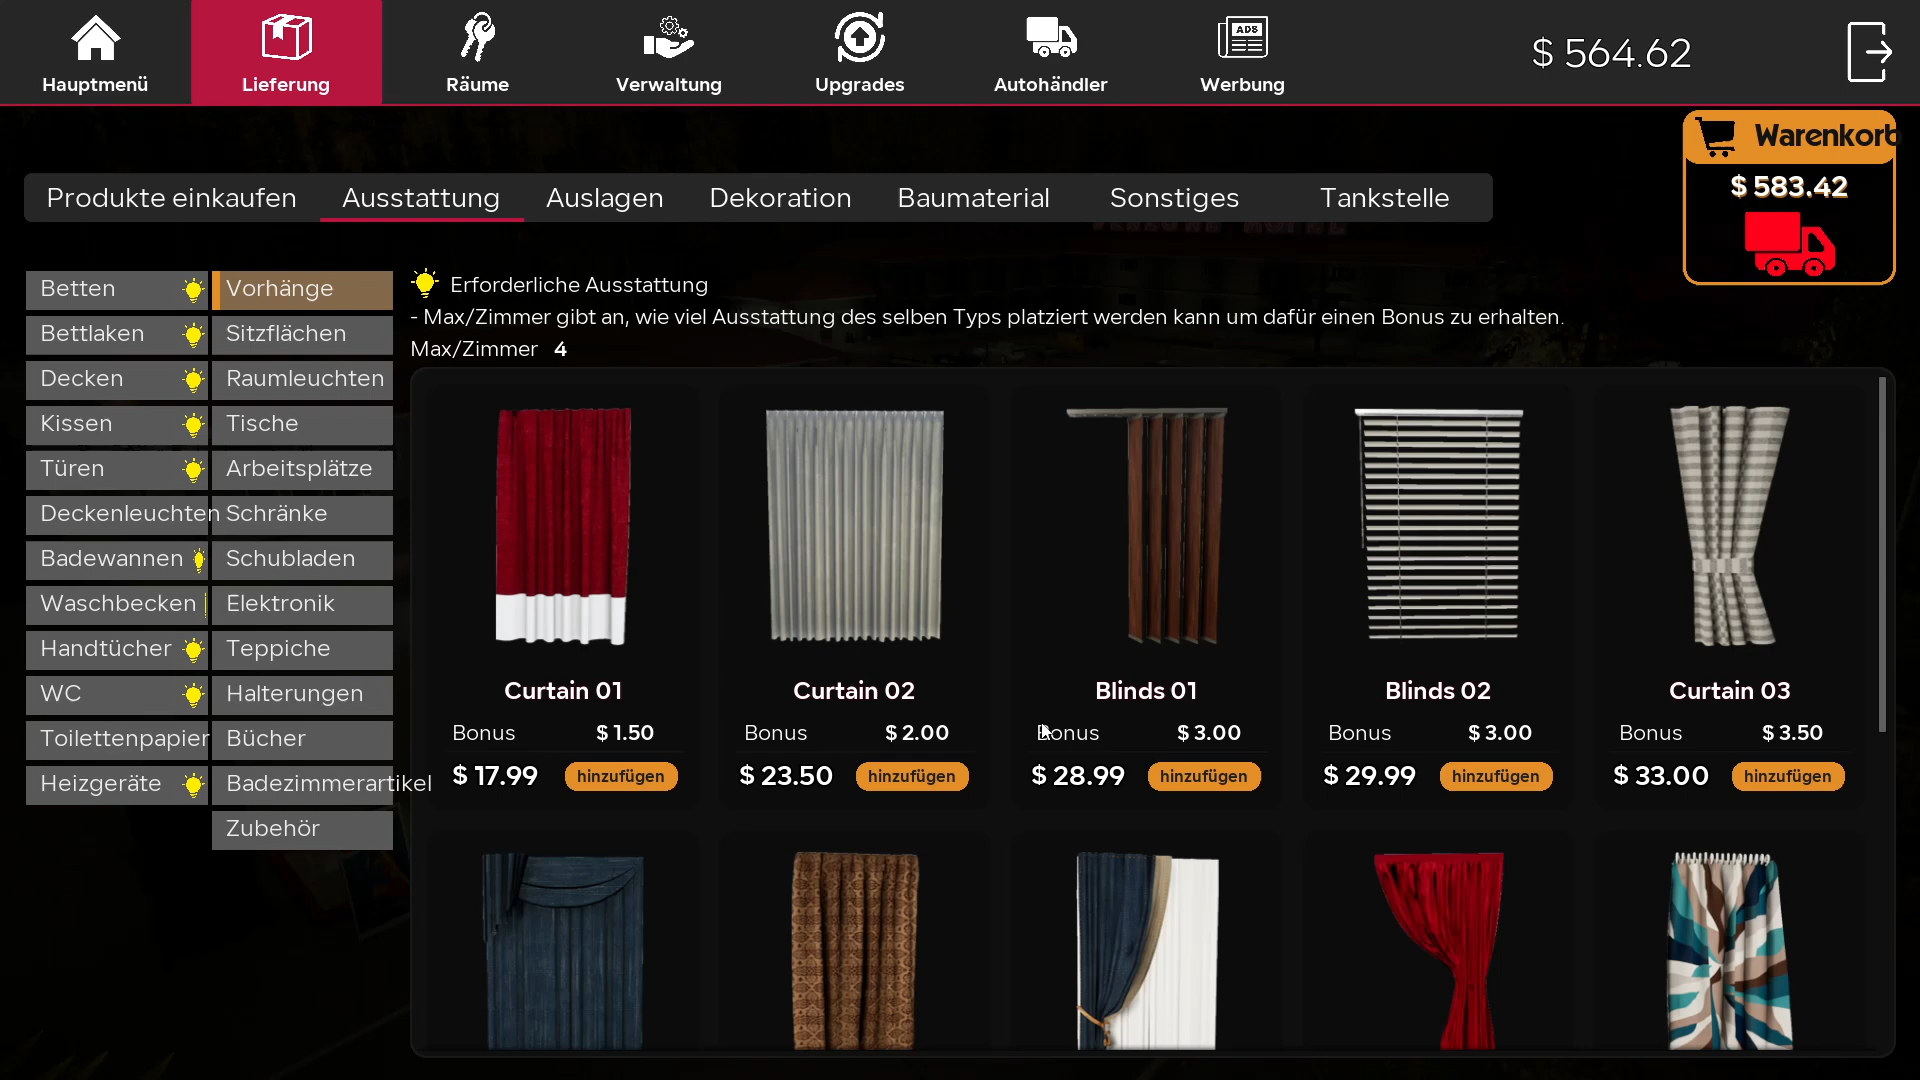 Hauptmenü
Lieferung
Räume
Verwaltung
Upgrades
Autohändler
ADS
Werbung
$ 564.62
Warenkorb
$ 583.42
Produkte einkaufen
Ausstattung
Auslagen
Dekoration
Baumaterial
Sonstiges
Tankstelle
Betten
Bettlaken
Decken
Kissen
Türen
Deckenleuchten
Badewannen
Waschbecken
Handtücher
WC
Toilettenpapier
Heizgeräte
Vorhänge
Sitzflächen
Raumleuchten
Tische
Arbeitsplätze
Schränke
Schubladen
Elektronik
Teppiche
Halterungen
Bücher
Badezimmerartikel
Zubehör
Erforderliche Ausstattung
- Max/Zimmer gibt an, wie viel Ausstattung des selben Typs platziert werden kann um dafür einen Bonus zu erhalten.
Max/Zimmer 4
Curtain 01
Bonus $ 1.50
$ 17.99 hinzufügen
Curtain 02
Bonus $ 2.00
$ 23.50 hinzufügen
Blinds 01
Bonus $ 3.00
$ 28.99 hinzufügen
Blinds 02
Bonus $ 3.00
$ 29.99 hinzufügen
Curtain 03
Bonus $ 3.50
$ 33.00 hinzufügen